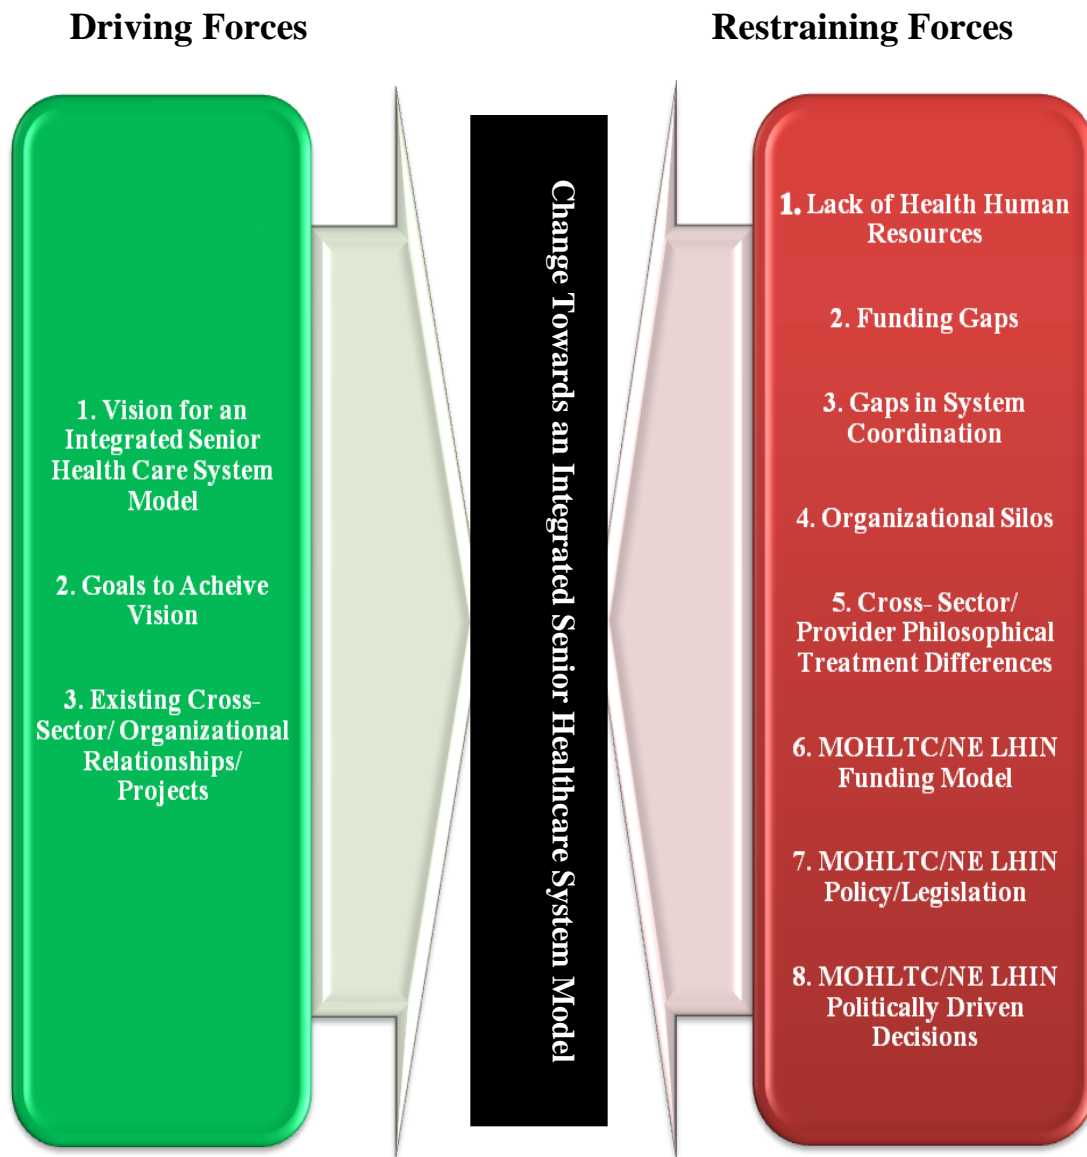 Driving Forces
Restraining Forces
1. Vision for an
Integrated Senior
Health Care System
Model
2. Goals to Acheive
Vision
3. Existing Cross-
Sector/ Organizational
Relationships/
Projects
Change Towards an Integrated Senior Healthcare System Model
1. Lack of Health Human
Resources
2. Funding Gaps
3. Gaps in System
Coordination
4. Organizational Silos
5. Cross- Sector/
Provider Philosophical
Treatment Differences
6. MOHLTC/NE LHIN
Funding Model
7. MOHLTC/NE LHIN
Policy/Legislation
8. MOHLTC/NE LHIN
Politically Driven
Decisions